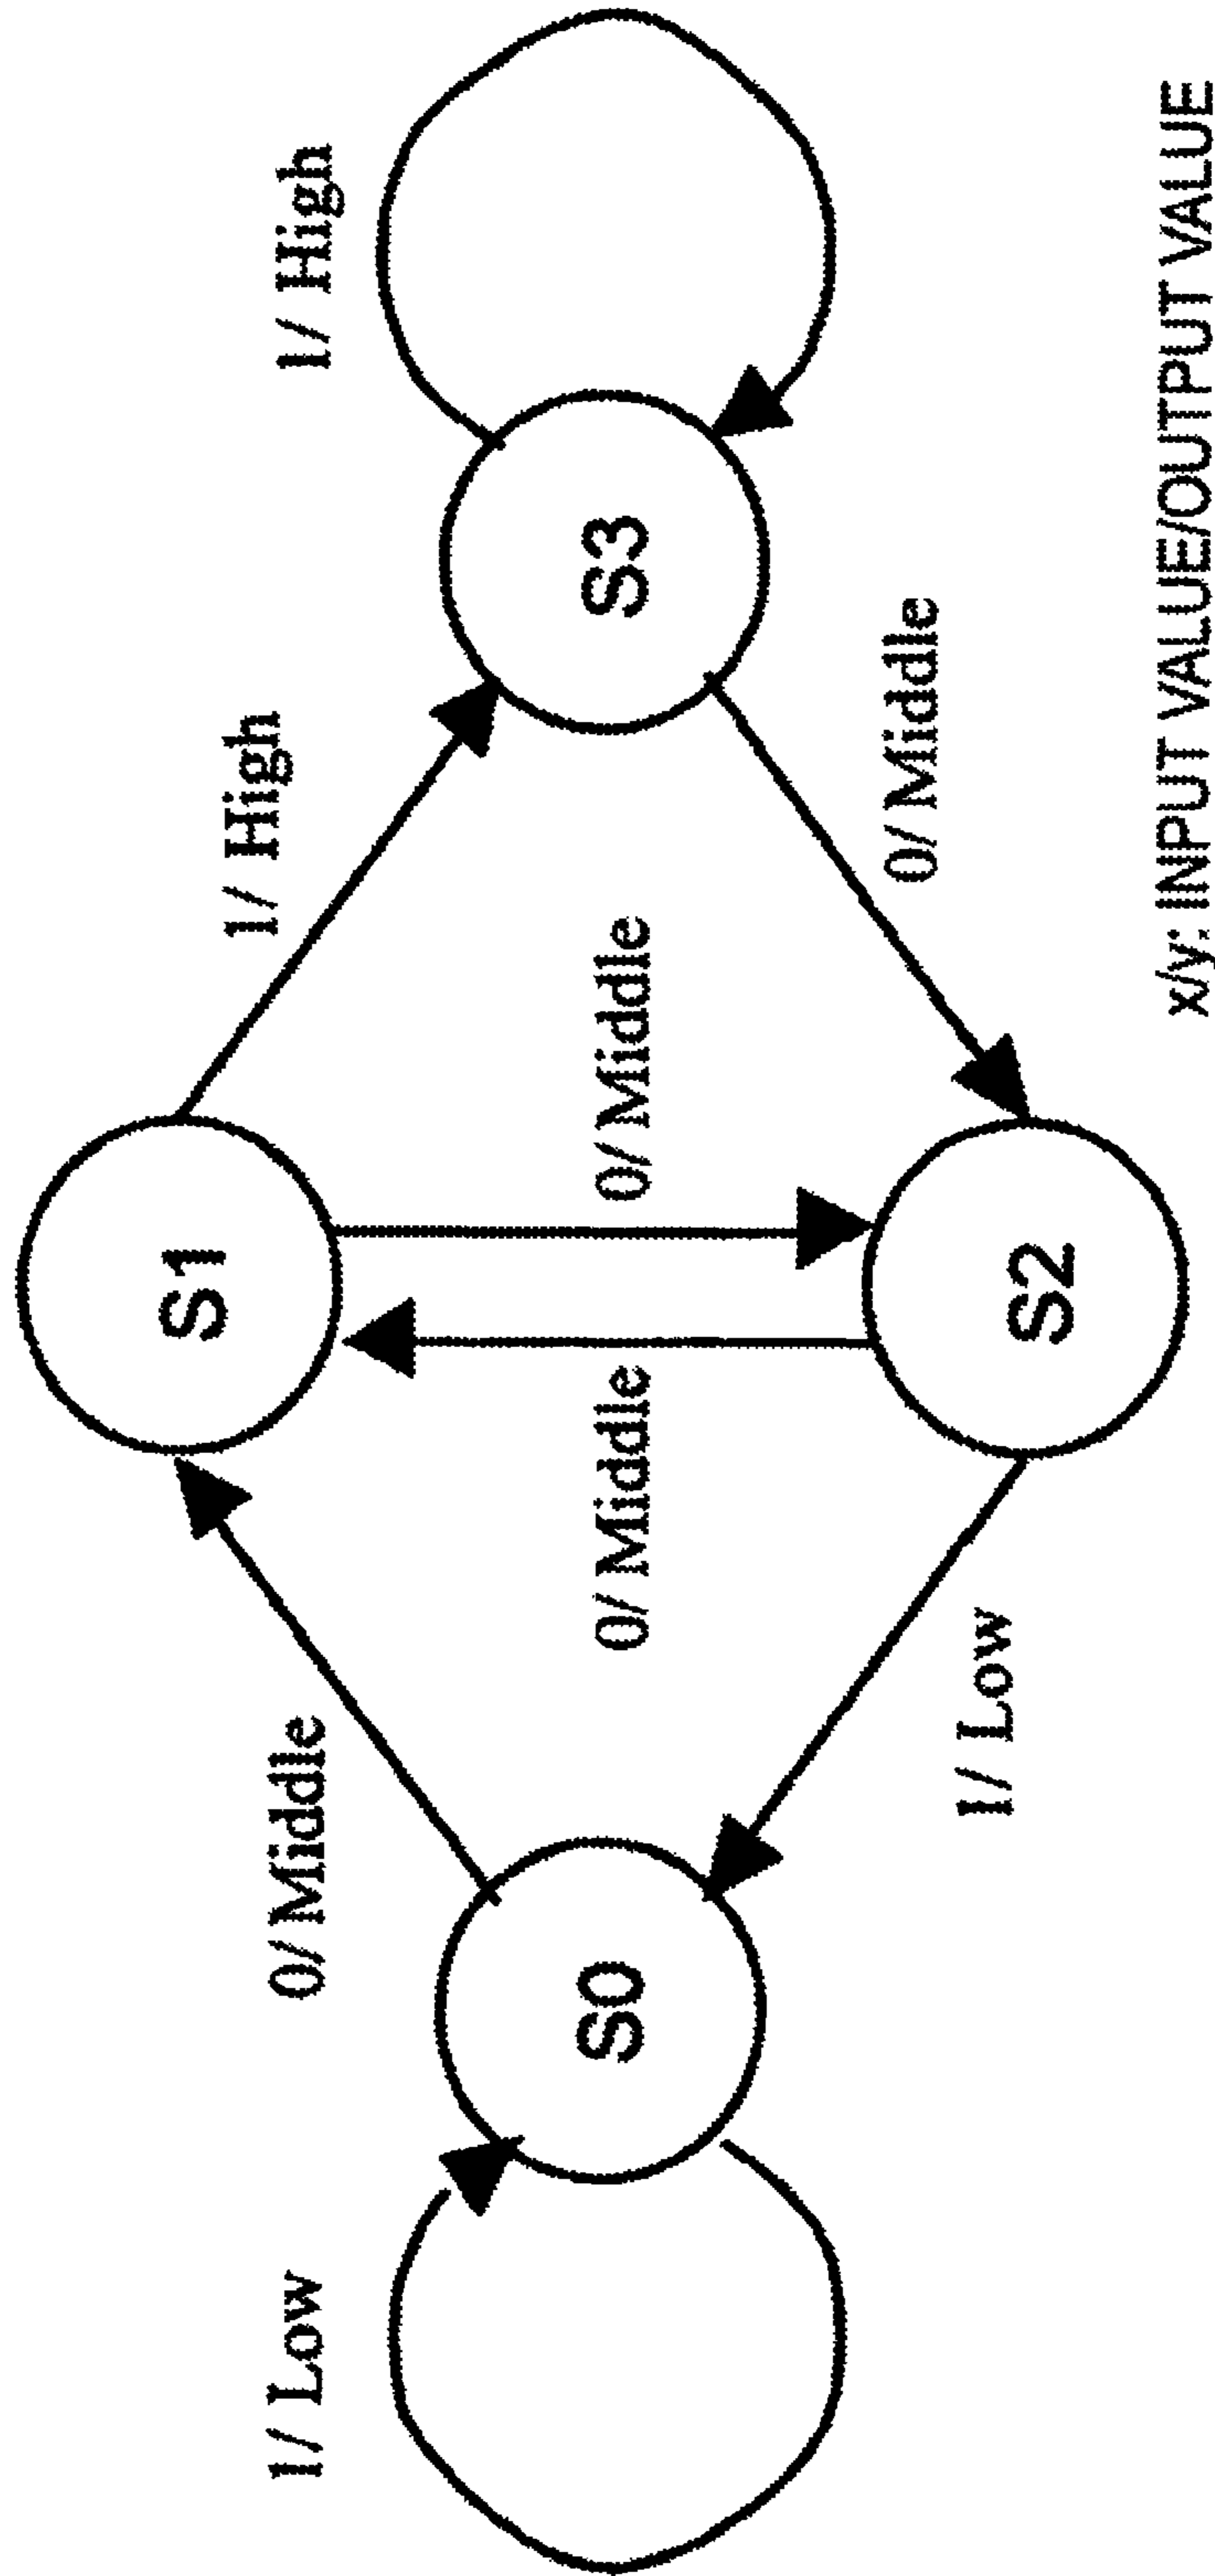 1/ High
1/ High
S1
S3
0/ Middle
0/ Middle
0/ Middle
0/ Middle
1/ Low
S0
S2
1/ Low
x/y: INPUT VALUE/OUTPUT VALUE